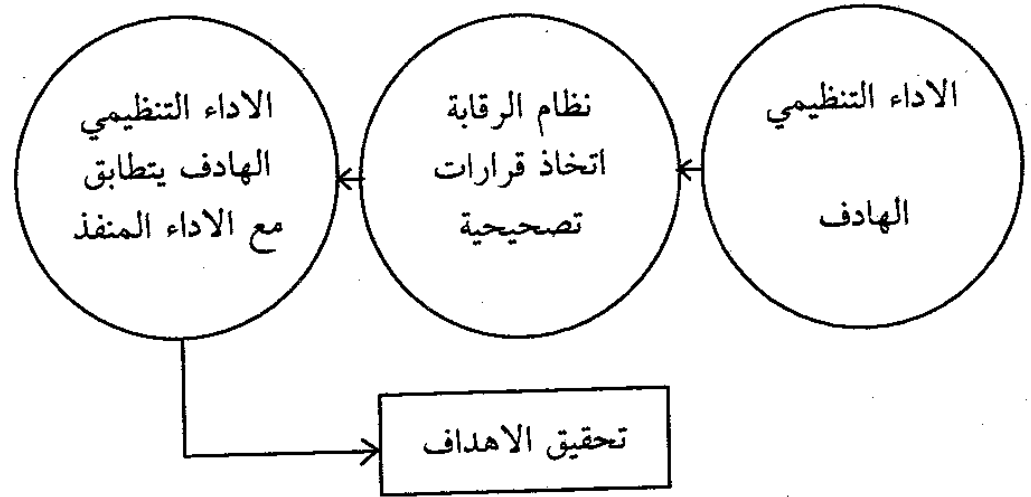 الاداء التنظيمي
الهادف
نظام الرقابة
اتخاذ قرارات
تصحيحية
الاداء التنظيمي
الهادف يتطابق
مع الاداء المنفذ
تحقيق الاهداف